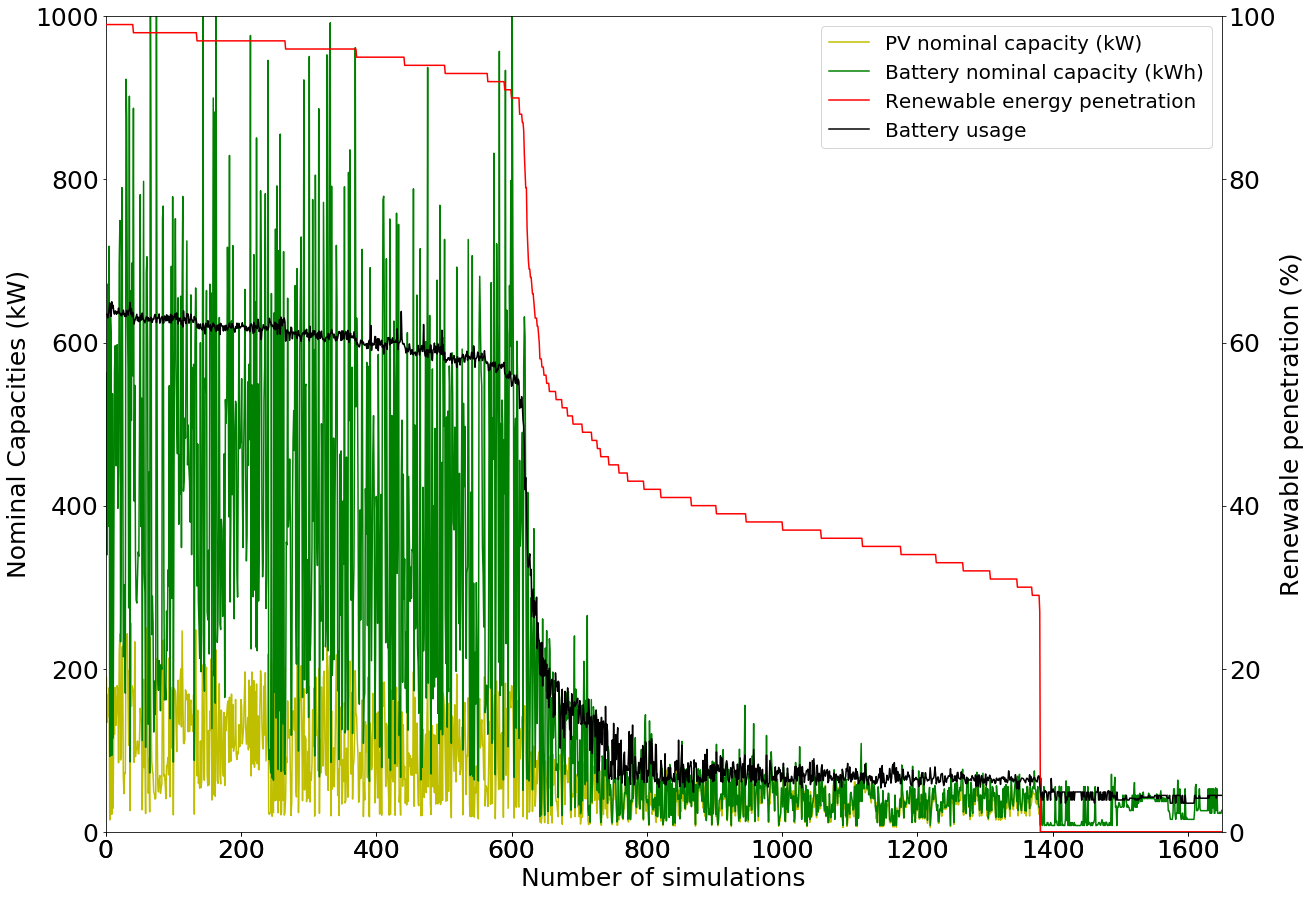 Nominal Capacities (kW)
1000
800
600
400
200
0
0 200 400 600 800 1000 1200 1400 1600
Number of simulations
PV nominal capacity (kW)
Battery nominal capacity (kWh)
Renewable energy penetration
Battery usage
100
80
60
40
20
0
Renewable penetration (%)